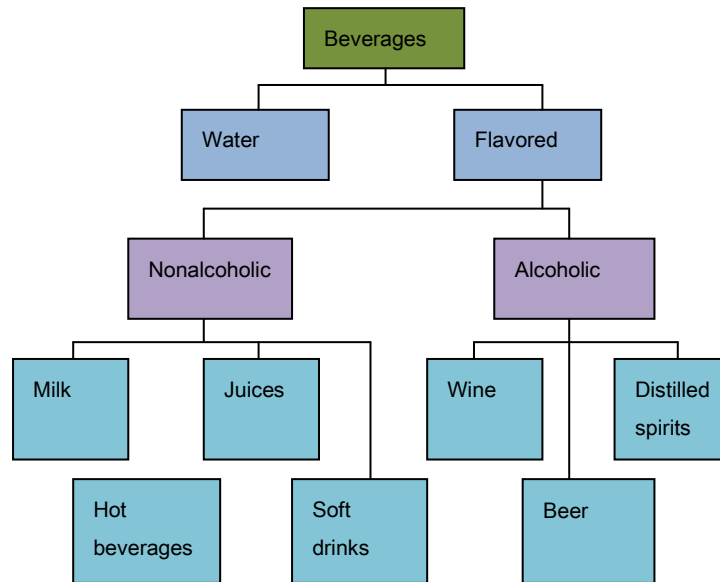 Beverages
Water
Flavored
Nonalcoholic
Alcoholic
Milk
Juices
Wine
Distilled
spirits
Hot
beverages
Soft
drinks
Beer